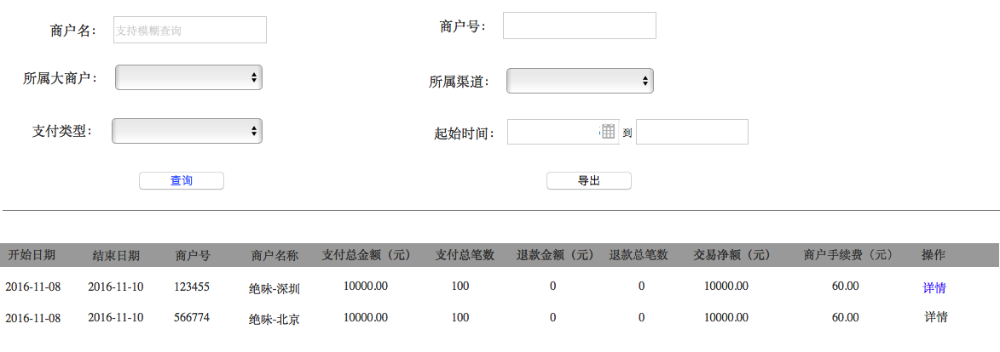 商户名： 支持模糊查询 商户号：
所属大商户： 所属渠道：
支付类型： 起始时间： 到
查询 导出
开始日期 结束日期 商户号 商户名称 支付总金额（元） 支付总笔数 退款金额（元） 退款总笔数 交易净额（元） 商户手续费（元） 操作
2016-11-08 2016-11-10 123455 绝味-深圳 10000.00 100 0 0 10000.00 60.00 详情
2016-11-08 2016-11-10 566774 绝味-北京 10000.00 100 0 0 10000.00 60.00 详情